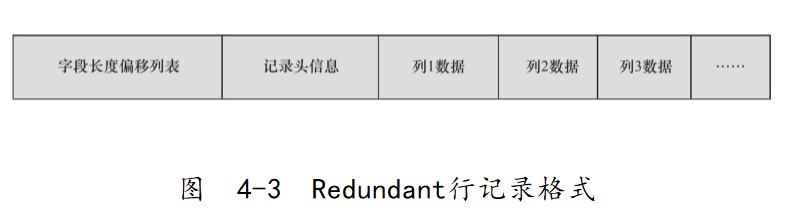 字段长度偏移列表 记录头信息 列1数据 列2数据 列3数据 ……
图 4-3 Redundant行记录格式